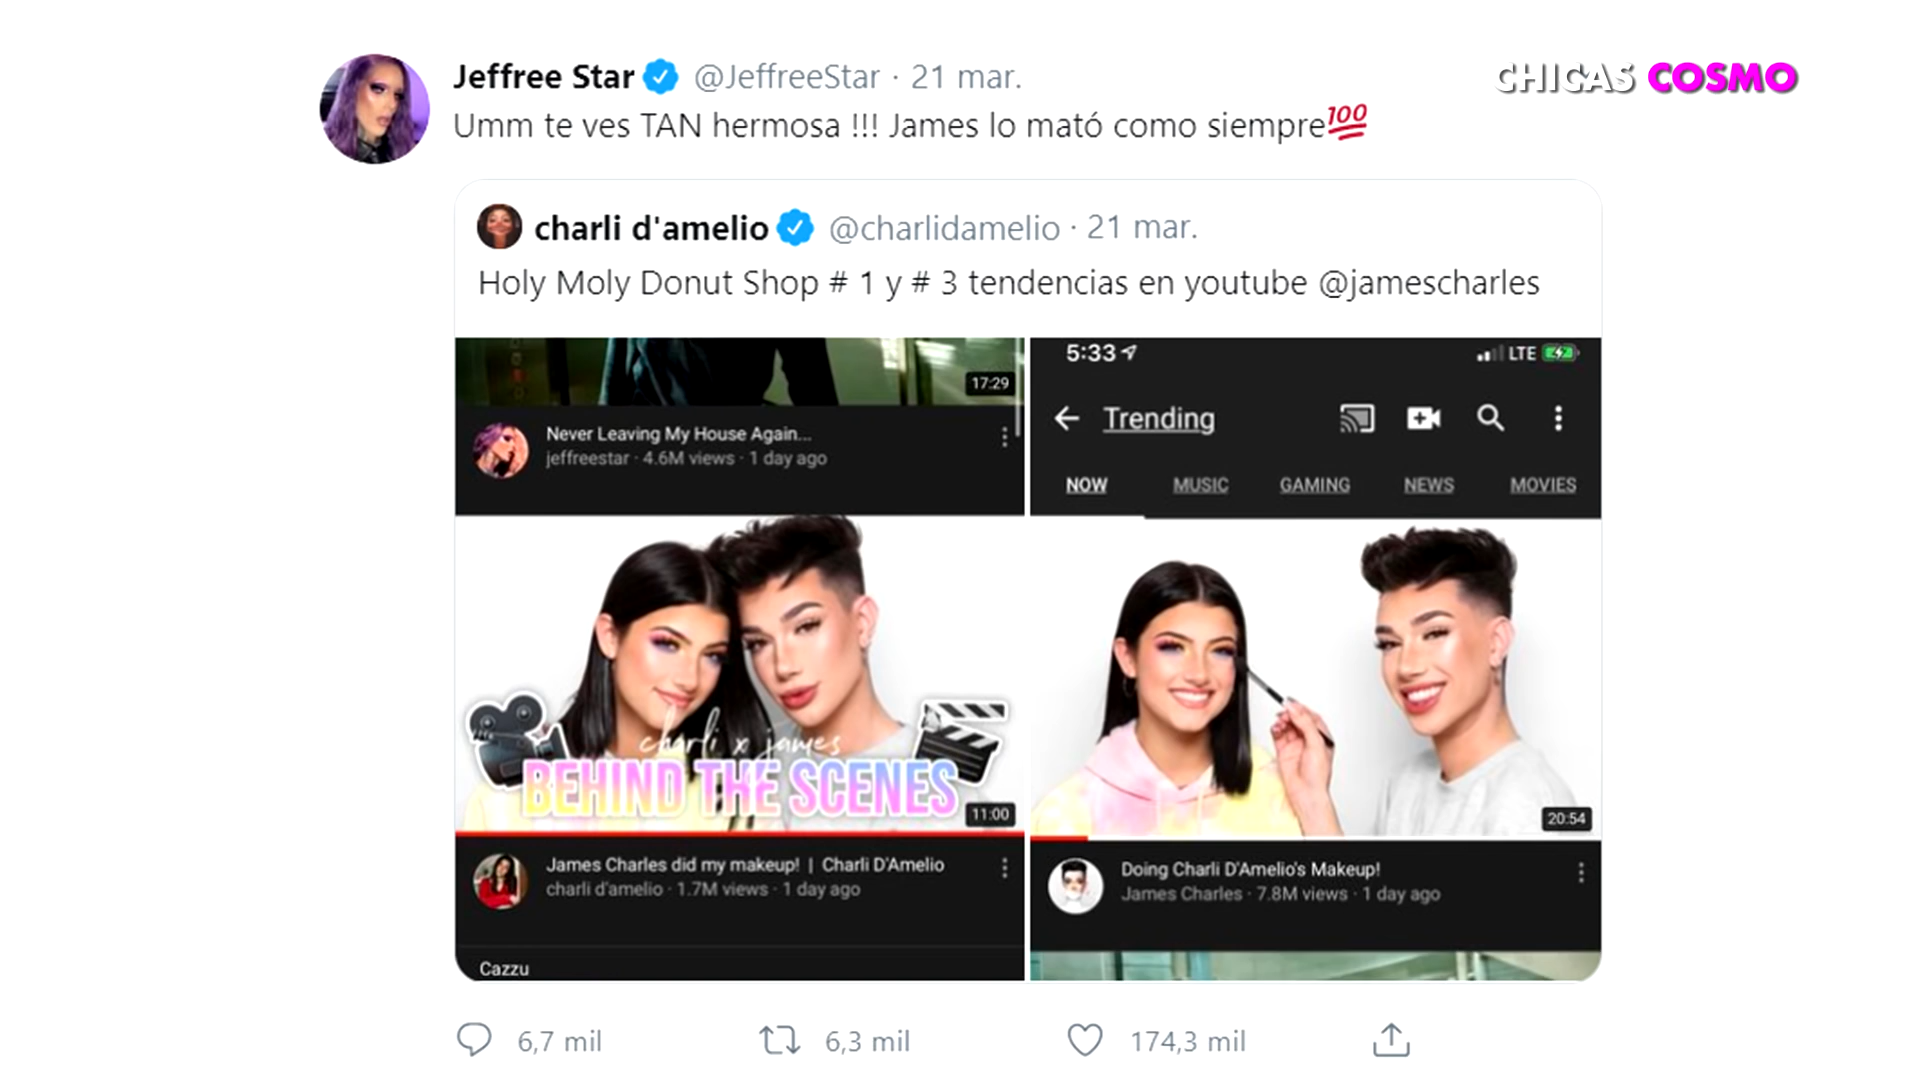 Jeffree Star @JeffreeStar · 21 mar.
CHICAS COSMO
Umm te ves TAN hermosa !!! James lo mató como siempre💯
charli d'amelio @charlidamelio · 21 mar.
Holy Moly Donut Shop # 1 y # 3 tendencias en youtube @jamescharles
17:29
Never Leaving My House Again...
jeffreestar · 4.6M views · 1 day ago
charli x james
BEHIND THE SCENES
11:00
James Charles did my makeup! | Charli D'Amelio
charli d'amelio · 1.7M views · 1 day ago
Cazzu
5:33 LTE
Trending
NOW MUSIC GAMING NEWS MOVIES
20:54
Doing Charli D'Amelio's Makeup!
James Charles · 7.8M views · 1 day ago
6,7 mil 6,3 mil 174,3 mil